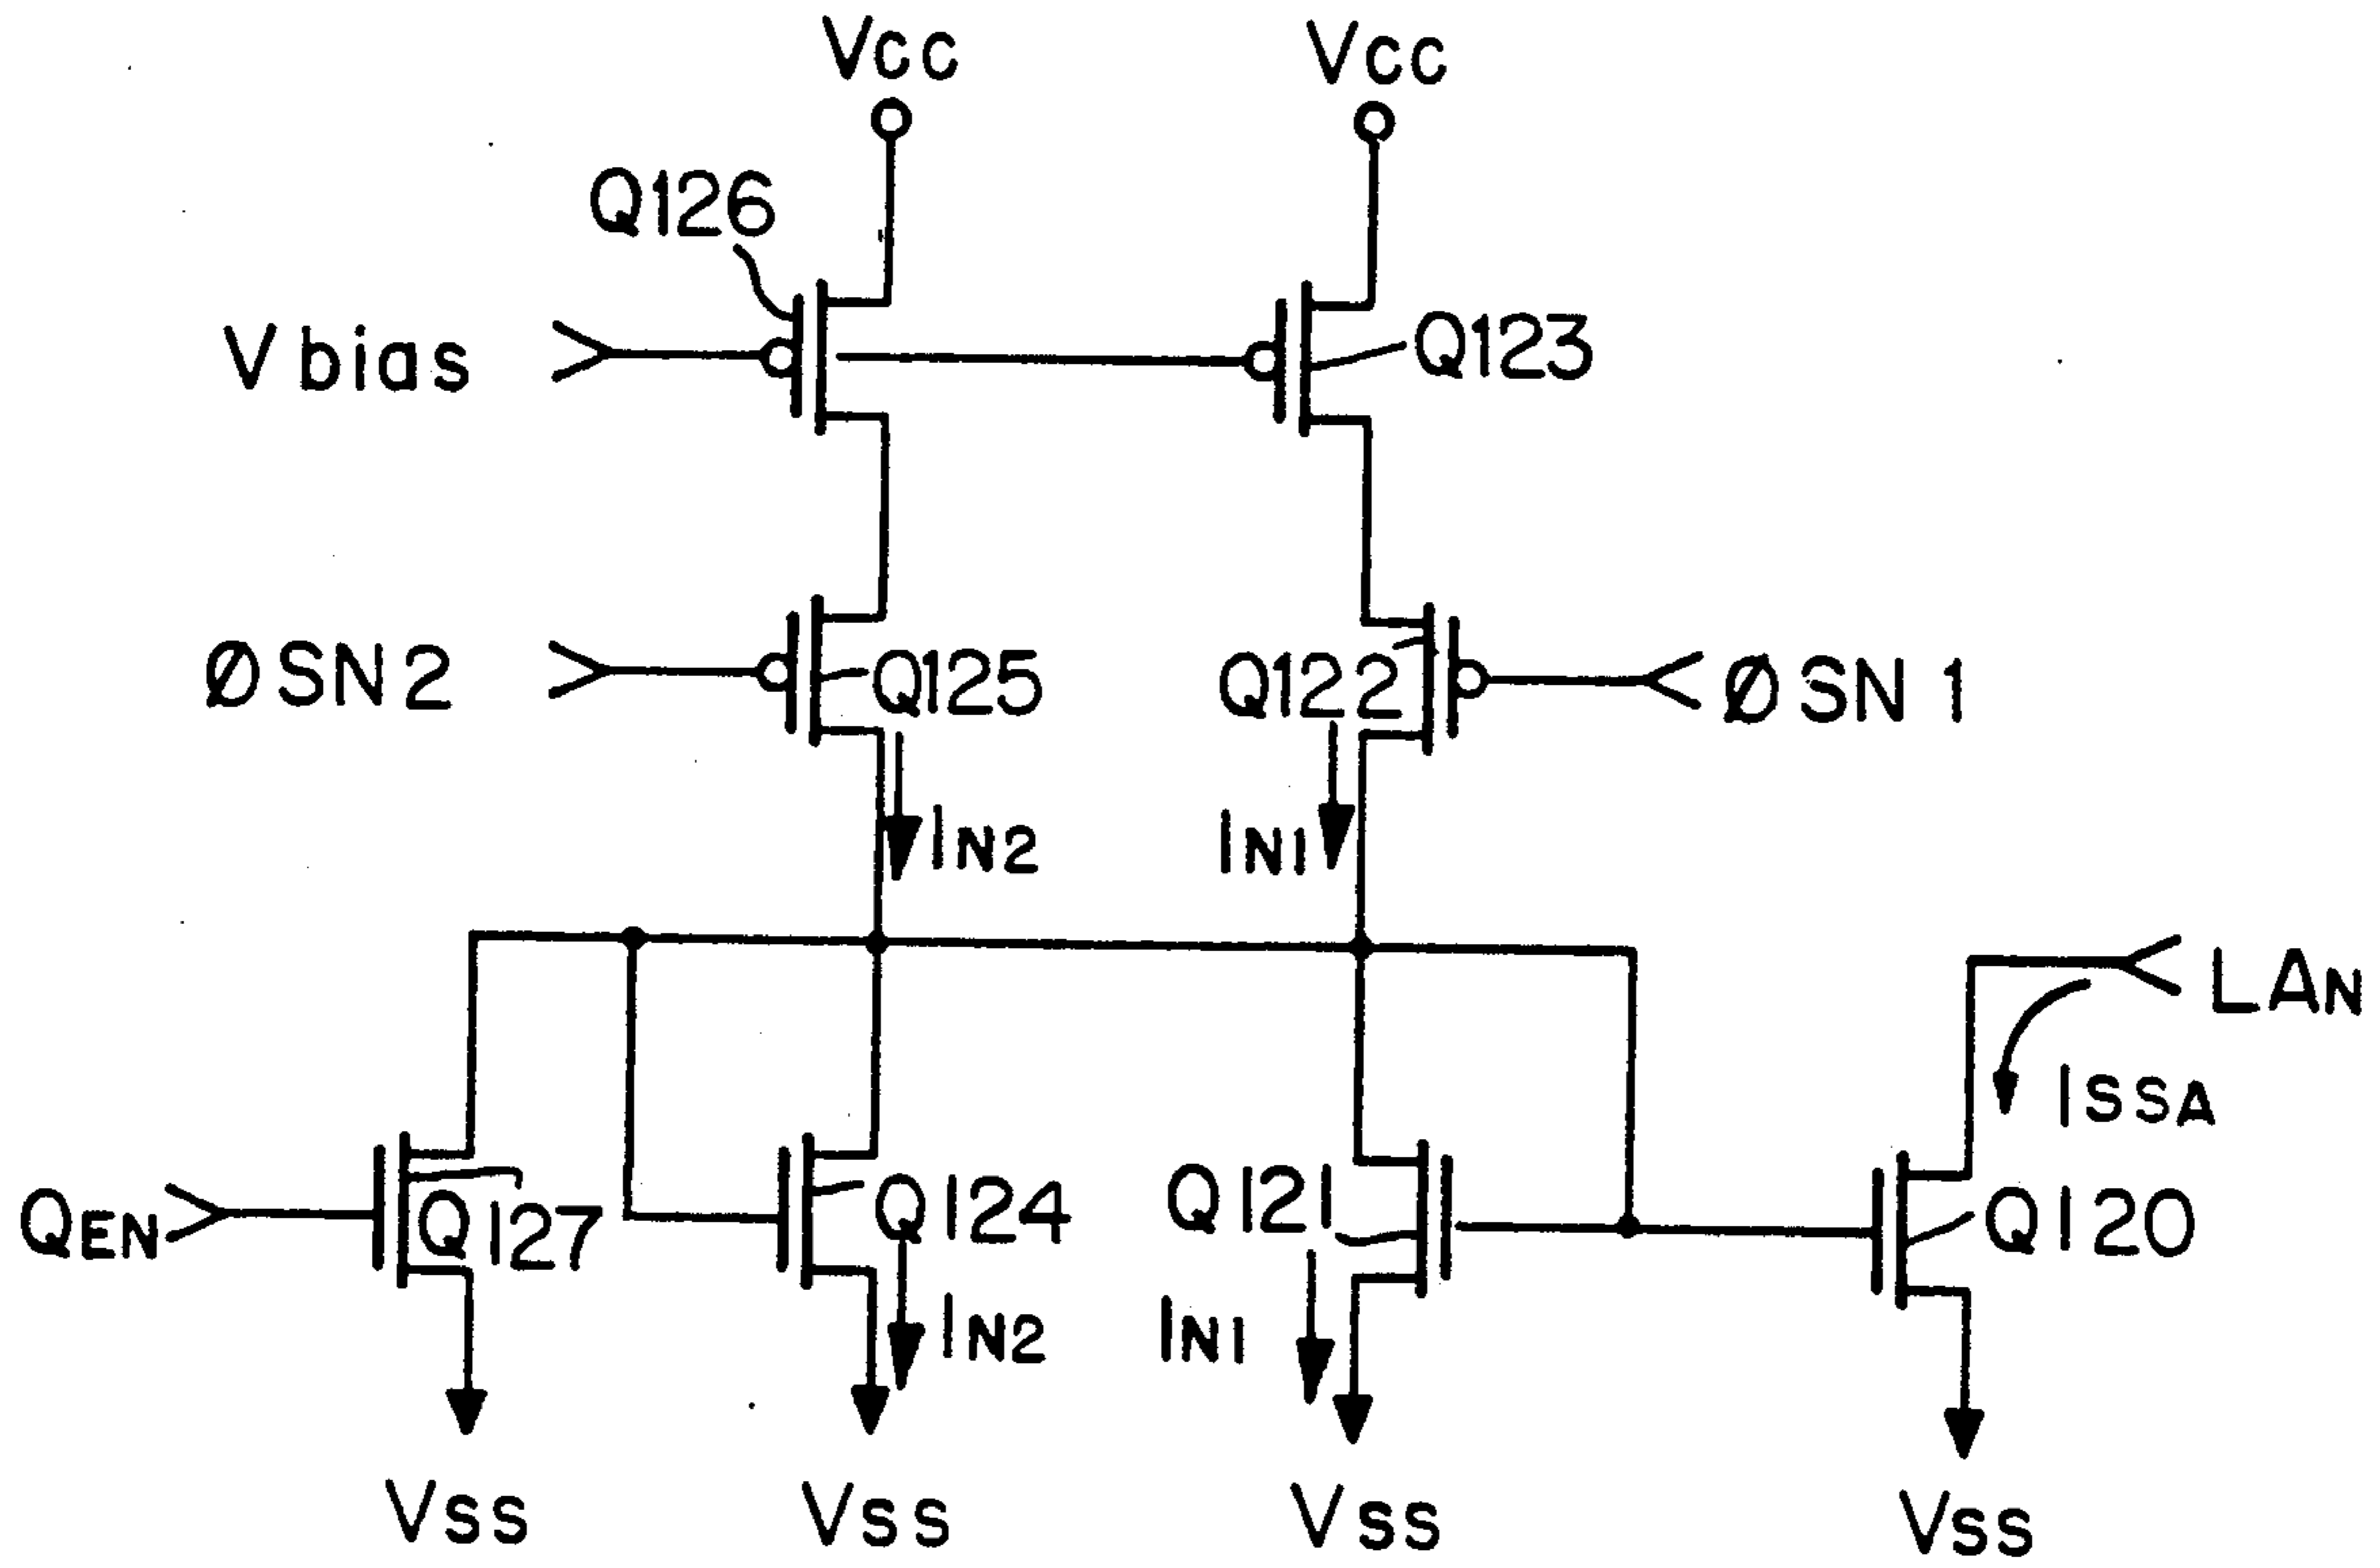 Vcc
Vcc
Q126
Vbias
Q123
ØSN2
Q125
Q122
ØSN1
IN2
IN1
LAN
ISSA
QEN
Q127
Q124
Q121
Q120
IN2
IN1
Vss
Vss
Vss
Vss